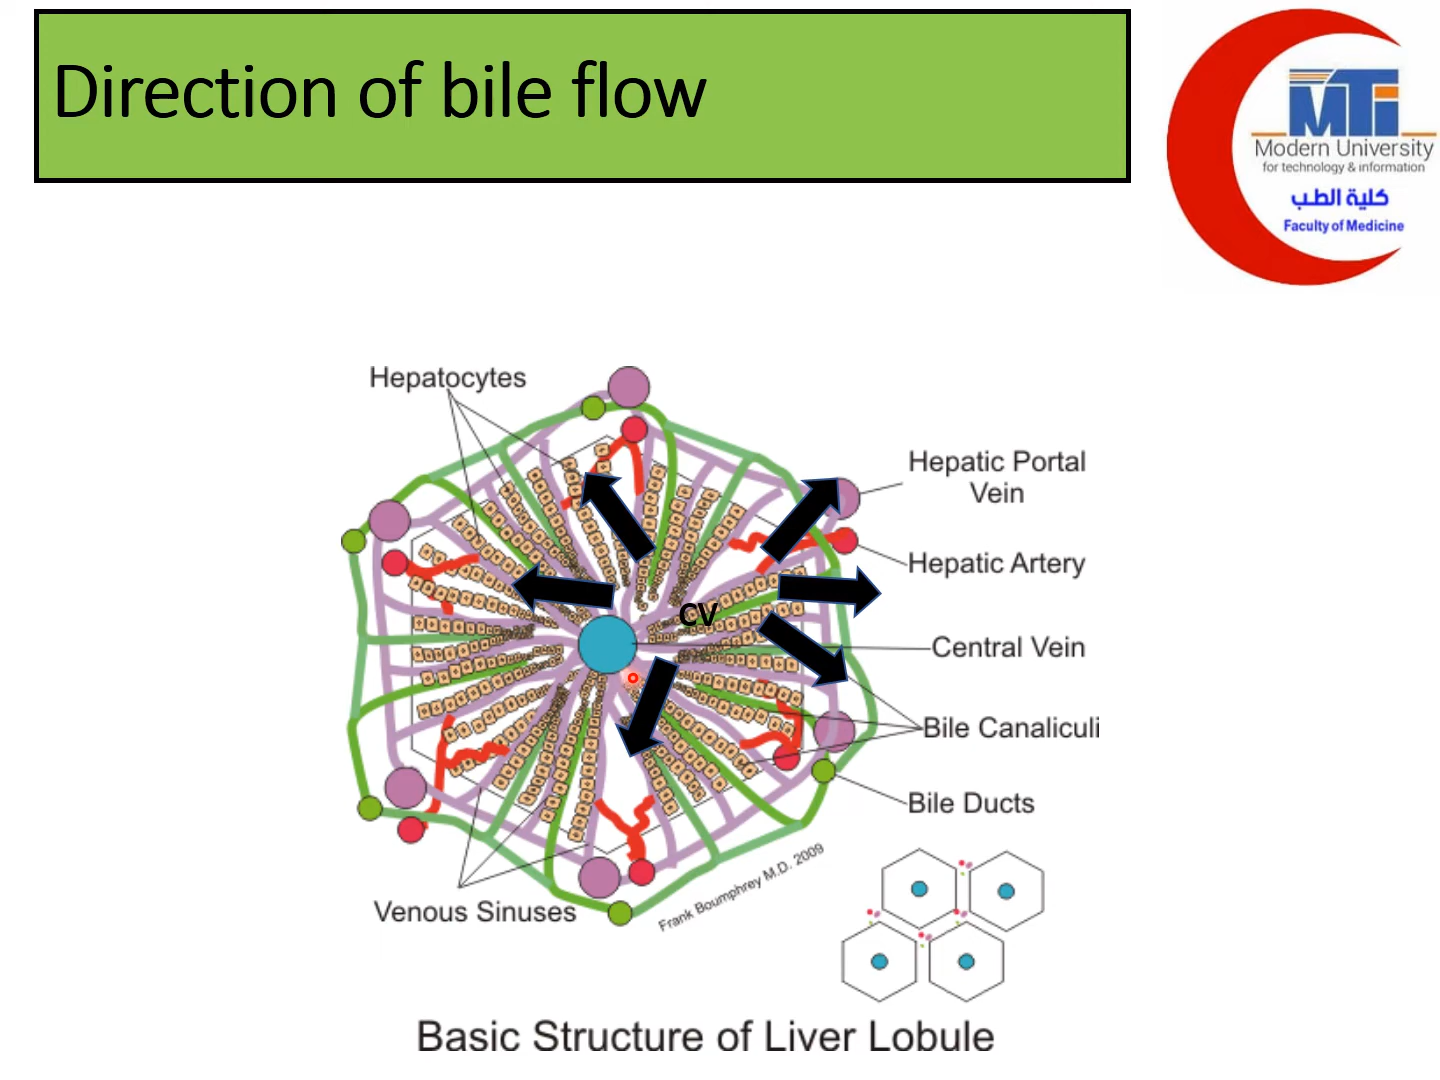 Direction of bile flow
MTi
Modern University
for technology & information
كلية الطب
Faculty of Medicine
Hepatocytes
Hepatic Portal
Vein
Hepatic Artery
CV
Central Vein
Bile Canaliculi
Bile Ducts
Venous Sinuses
Frank Boumphrey M.D. 2009
Basic Structure of Liver Lobule